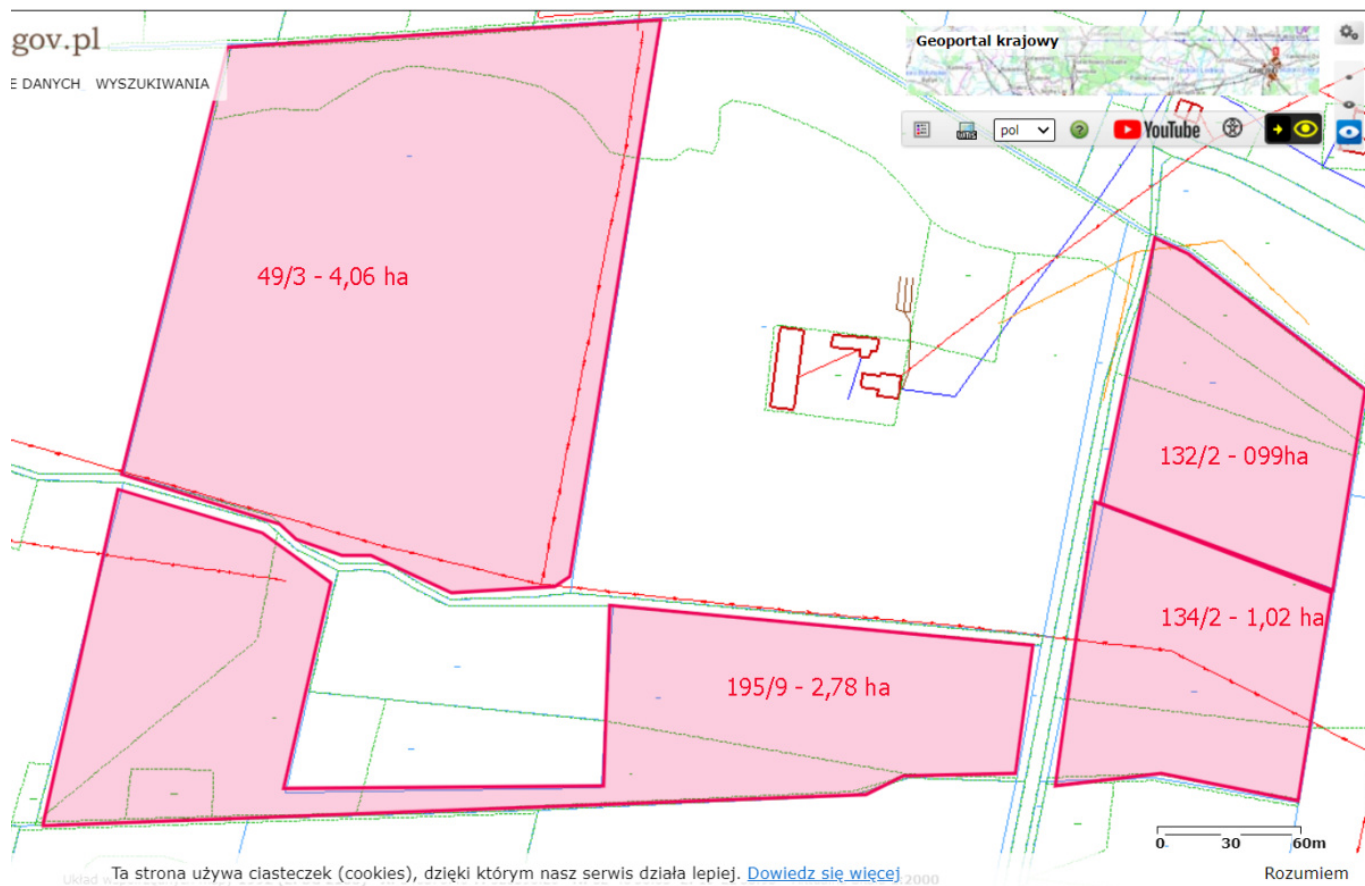 gov.pl
Geoportal krajowy
E DANYCH WYSZUKIWANIA
pol
YouTube
49/3 - 4,06 ha
132/2 - 099ha
134/2 - 1,02 ha
195/9 - 2,78 ha
0 30 60m
Ta strona używa ciasteczek (cookies), dzięki którym nasz serwis działa lepiej. Dowiedz się więcej
Rozumiem